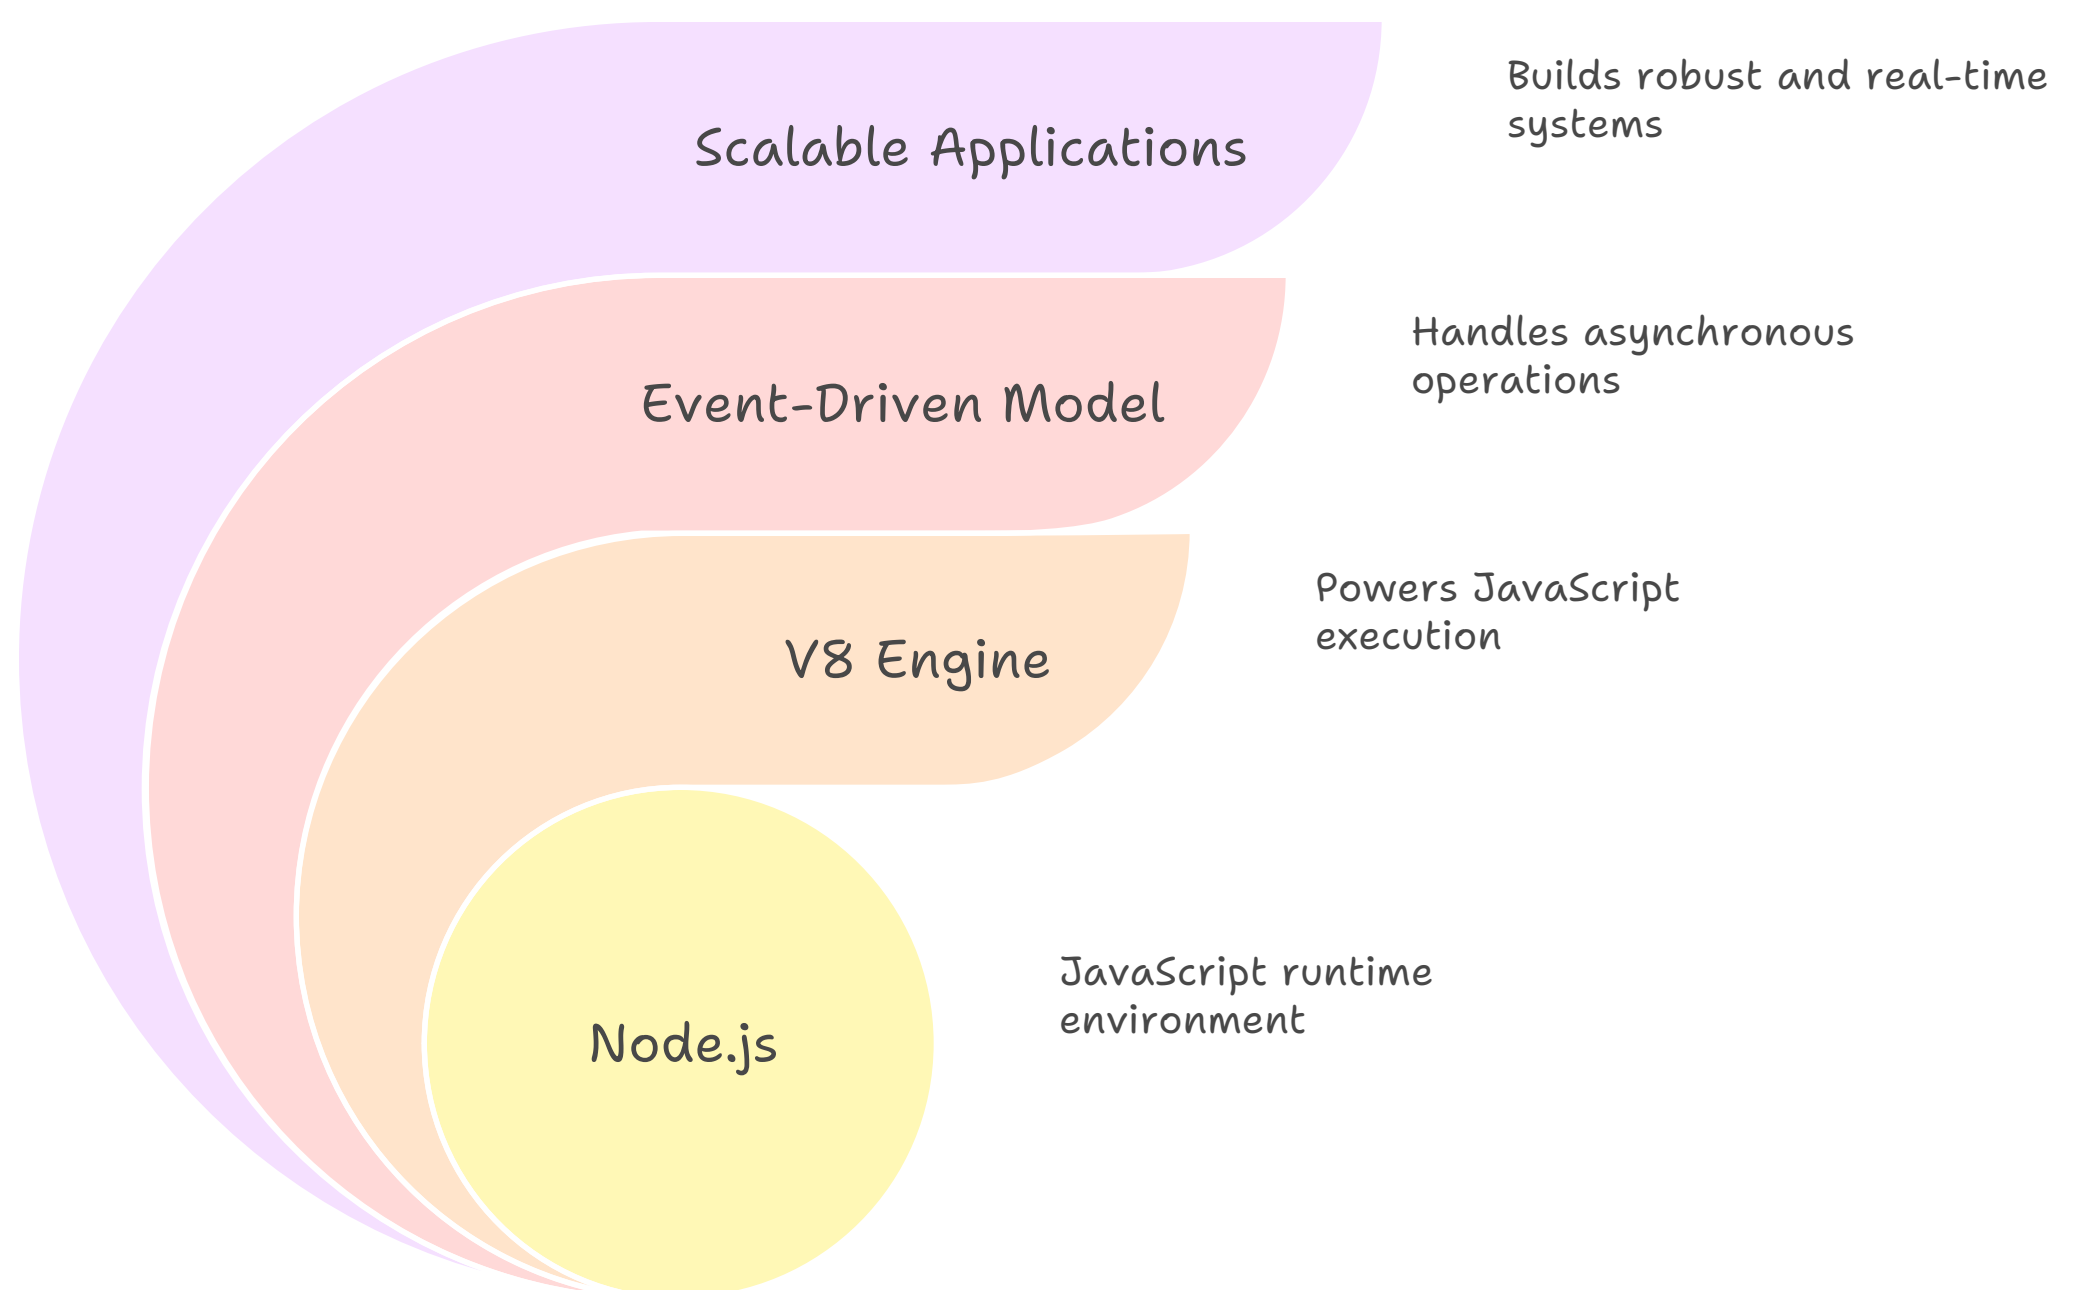 Scalable Applications
Builds robust and real-time
systems
Event-Driven Model
Handles asynchronous
operations
V8 Engine
Powers JavaScript
execution
Node.js
JavaScript runtime
environment